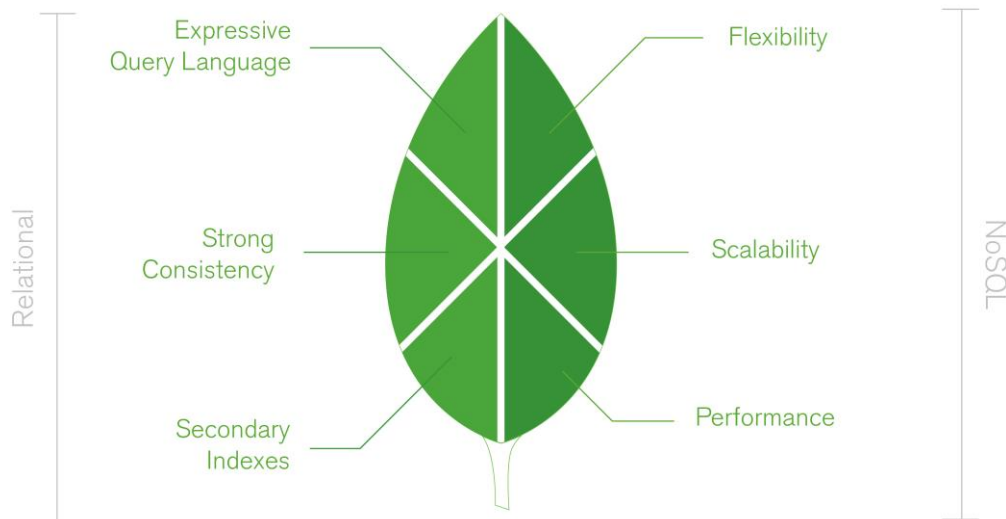 Relational
Expressive
Query Language
Strong
Consistency
Secondary
Indexes
Flexibility
Scalability
Performance
NoSQL